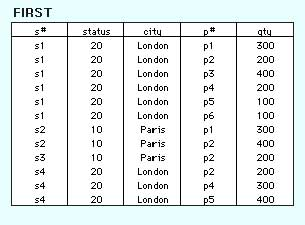 FIRST
s# status city p# qty
s1 20 London p1 300
s1 20 London p2 200
s1 20 London p3 400
s1 20 London p4 200
s1 20 London p5 100
s1 20 London p6 100
s2 10 Paris p1 300
s2 10 Paris p2 400
s3 10 Paris p2 200
s4 20 London p2 200
s4 20 London p4 300
s4 20 London p5 400